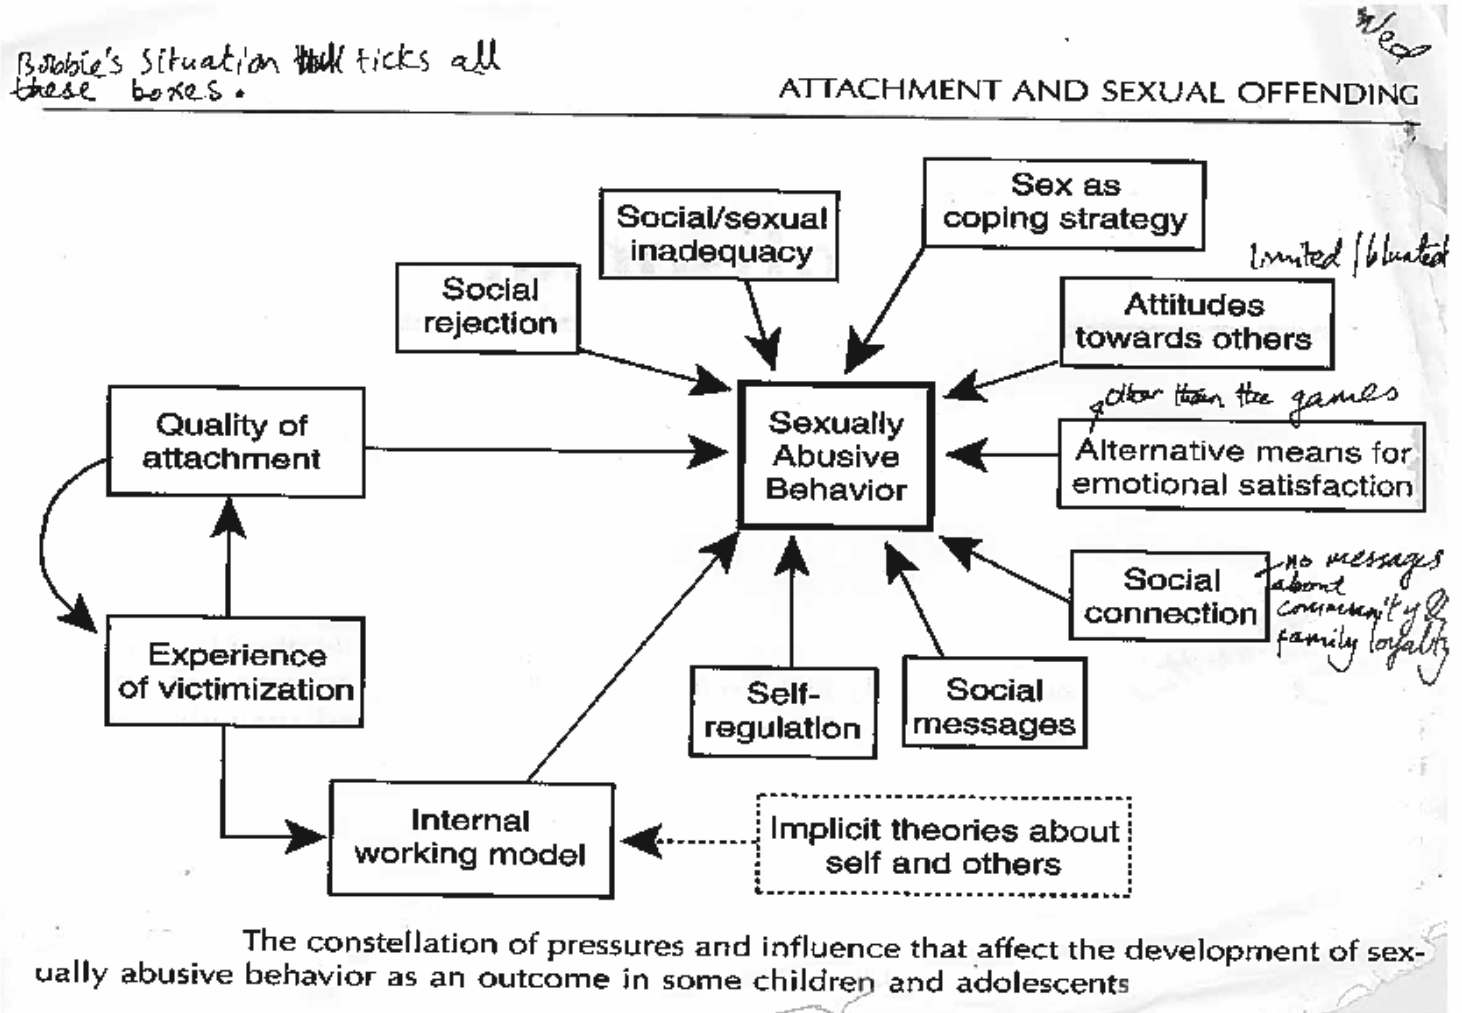 Wed
Bobbie's situation ticks all
these boxes.
ATTACHMENT AND SEXUAL OFFENDING
Sex as
coping strategy
Social/sexual
inadequacy
limited / blunted
Social
rejection
Attitudes
towards others
other than the games
Quality of
attachment
Sexually
Abusive
Behavior
Alternative means for
emotional satisfaction
Social
connection
no messages
about
community &
family loyalty
Experience
of victimization
Self-
regulation
Social
messages
Internal
working model
Implicit theories about
self and others
The constellation of pressures and influence that affect the development of sex-
ually abusive behavior as an outcome in some children and adolescents